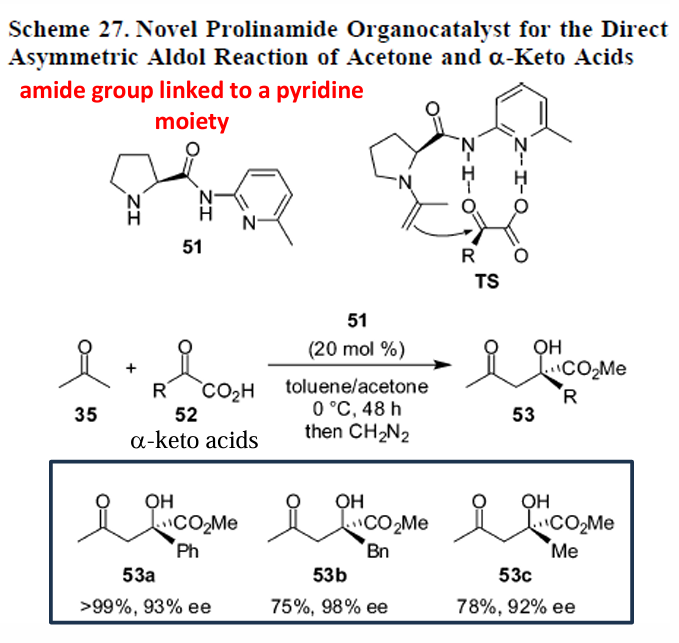 Scheme 27. Novel Prolinamide Organocatalyst for the Direct
Asymmetric Aldol Reaction of Acetone and α-Keto Acids
amide group linked to a pyridine
moiety
O
N
H
N
H
N
51
O
N
N
N
H
H
O
O
R
O
TS
O
35
+
O
R
CO₂H
52
α-keto acids
51
(20 mol %)
toluene/acetone
0 °C, 48 h
then CH₂N₂
O
OH
CO₂Me
R
53
O
OH
CO₂Me
Ph
53a
>99%, 93% ee
O
OH
CO₂Me
Bn
53b
75%, 98% ee
O
OH
CO₂Me
Me
53c
78%, 92% ee